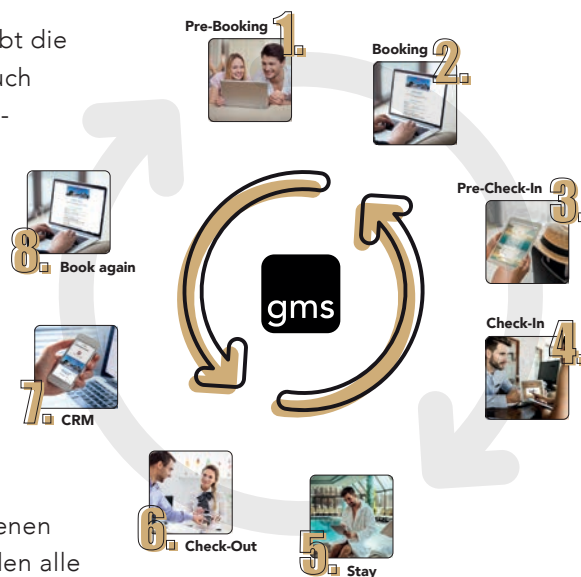 bt die
uch
-
Pre-Booking
1.
Booking
2.
Pre-Check-In
3.
Check-In
4.
5.
Stay
6.
Check-Out
7.
CRM
8.
Book again
gms
enen
den alle